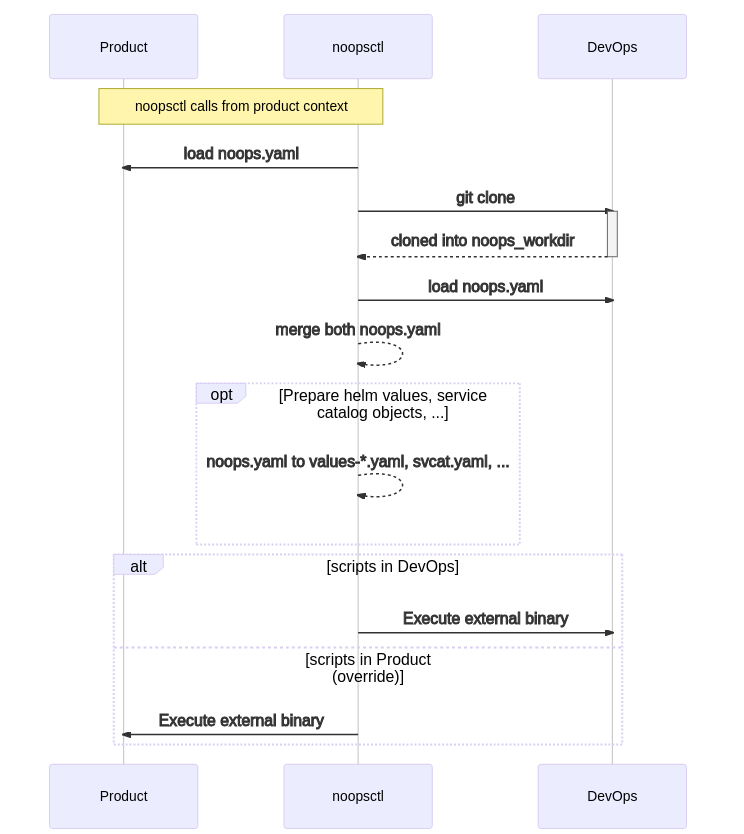 Product
noopsctl
DevOps
noopsctl calls from product context
load noops.yaml
git clone
cloned into noops_workdir
load noops.yaml
merge both noops.yaml
opt
[Prepare helm values, service
catalog objects, ...]
noops.yaml to values-*.yaml, svcat.yaml, ...
alt
[scripts in DevOps]
Execute external binary
[scripts in Product
(override)]
Execute external binary
Product
noopsctl
DevOps